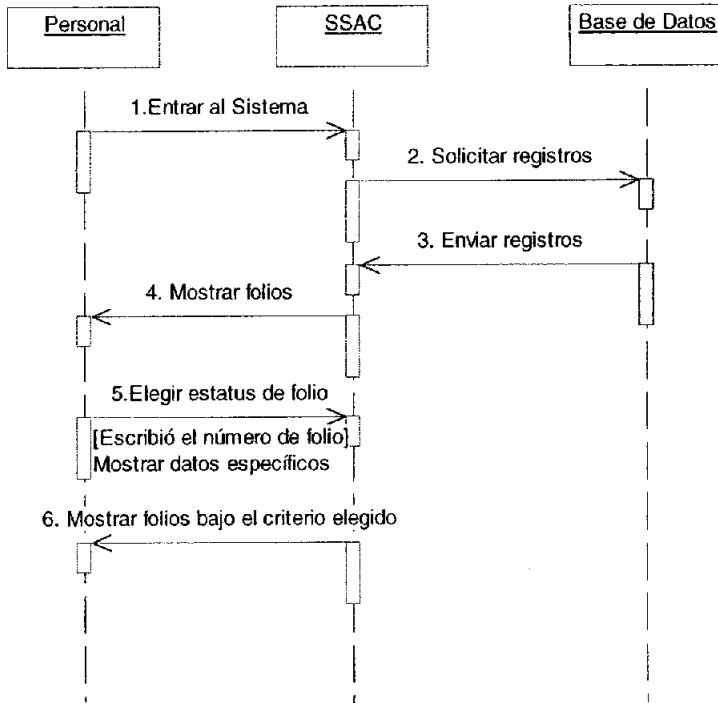 Personal
SSAC
Base de Datos
1.Entrar al Sistema
2. Solicitar registros
3. Enviar registros
4. Mostrar folios
5.Elegir estatus de folio
[Escribió el número de folio]
Mostrar datos específicos
6. Mostrar folios bajo el criterio elegido